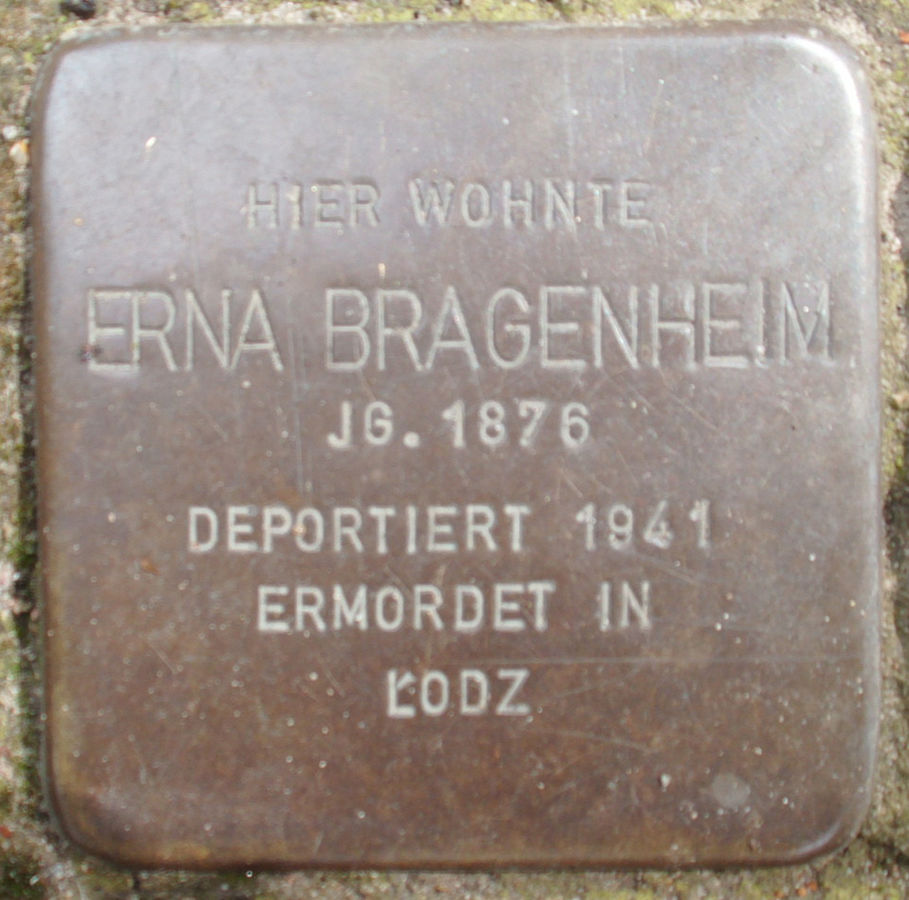 HIER WOHNTE
ERNA BRAGENHEIM
JG. 1876
DEPORTIERT 1941
ERMORDET IN
ŁODZ